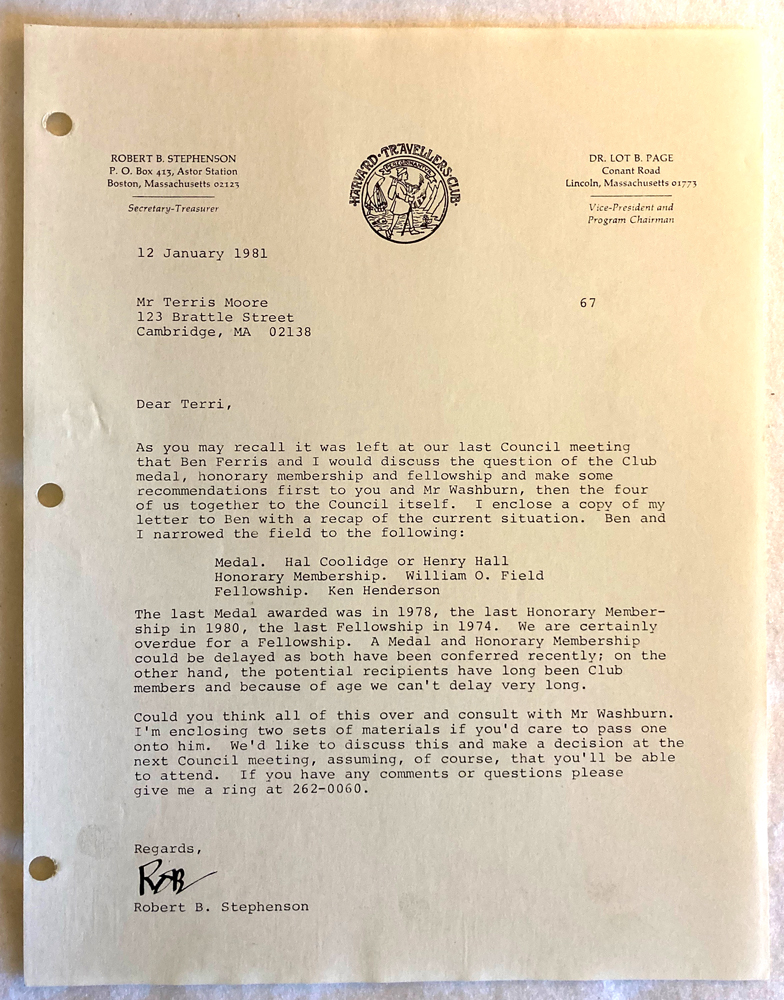 ROBERT B. STEPHENSON
P. O. Box 413, Astor Station
Boston, Massachusetts 02123
Secretary-Treasurer
HARVARD·TRAVELLERS·CLUB·
DR. LOT B. PAGE
Conant Road
Lincoln, Massachusetts 01773
Vice-President and
Program Chairman
12 January 1981
Mr Terris Moore
67
123 Brattle Street
Cambridge, MA 02138
Dear Terri,
As you may recall it was left at our last Council meeting
that Ben Ferris and I would discuss the question of the Club
medal, honorary membership and fellowship and make some
recommendations first to you and Mr Washburn, then the four
of us together to the Council itself. I enclose a copy of my
letter to Ben with a recap of the current situation. Ben and
I narrowed the field to the following:
Medal. Hal Coolidge or Henry Hall
Honorary Membership. William O. Field
Fellowship. Ken Henderson
The last Medal awarded was in 1978, the last Honorary Member-
ship in 1980, the last Fellowship in 1974. We are certainly
overdue for a Fellowship. A Medal and Honorary Membership
could be delayed as both have been conferred recently; on the
other hand, the potential recipients have long been Club
members and because of age we can't delay very long.
Could you think all of this over and consult with Mr Washburn.
I'm enclosing two sets of materials if you'd care to pass one
onto him. We'd like to discuss this and make a decision at the
next Council meeting, assuming, of course, that you'll be able
to attend. If you have any comments or questions please
give me a ring at 262-0060.
Regards,
Rob
Robert B. Stephenson